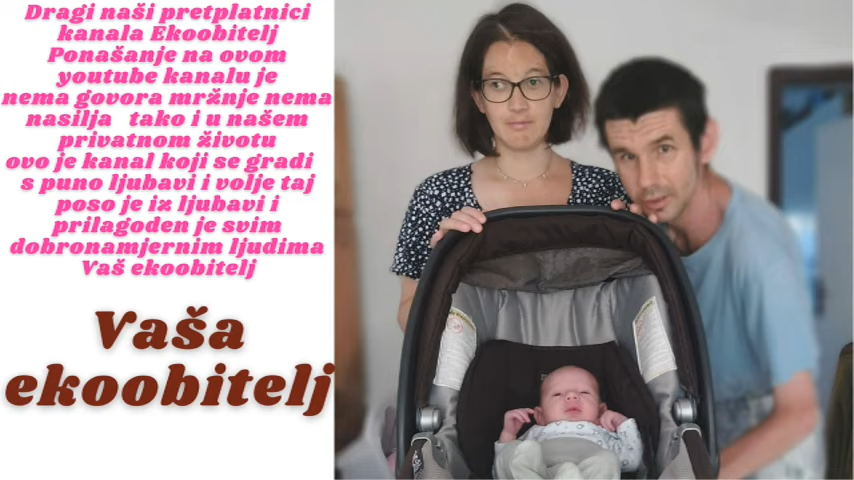 Dragi naši pretplatnici
kanala Ekoobitelj
Ponašanje na ovom
youtube kanalu je
nema govora mržnje nema
nasilja tako i u našem
privatnom životu
ovo je kanal koji se gradi
s puno ljubavi i volje taj
poso je iz ljubavi i
prilagođen je svim
dobronamjernim ljudima
Vaš ekoobitelj
Vaša
ekoobitelj